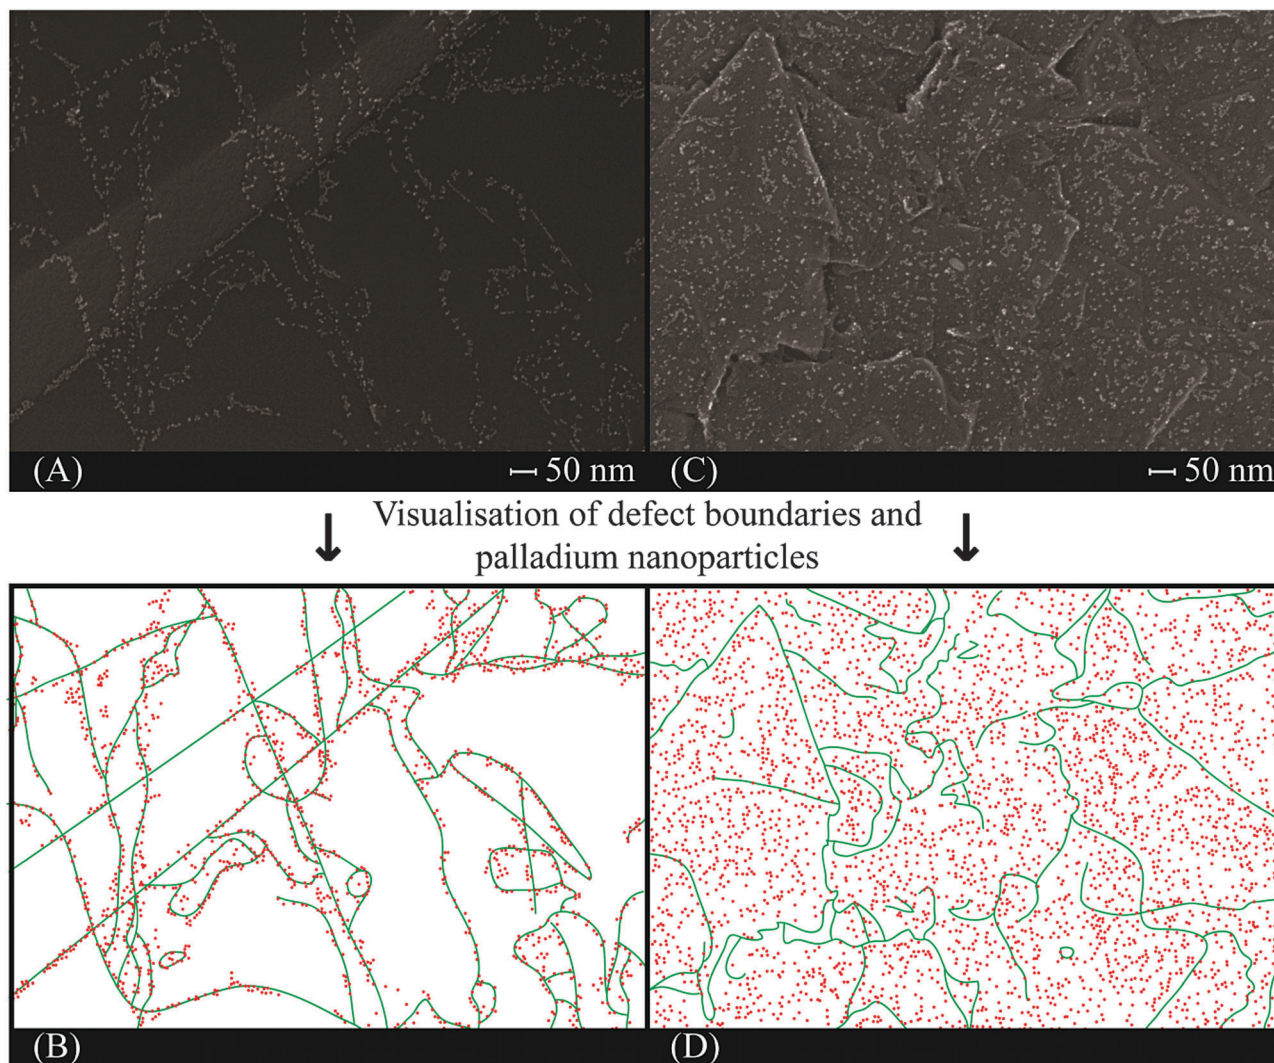 (A)
50 nm
(C)
50 nm
Visualisation of defect boundaries and
palladium nanoparticles
(B)
(D)